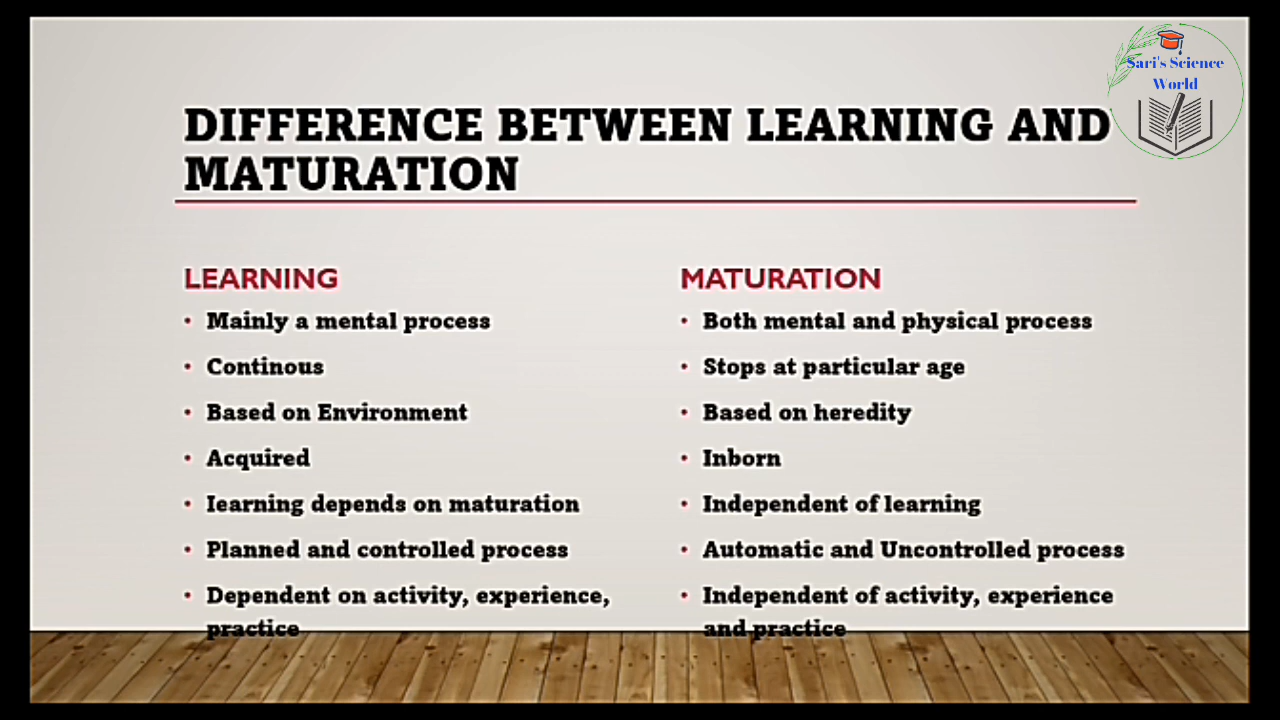 Sari's Science
World
DIFFERENCE BETWEEN LEARNING AND
MATURATION
LEARNING
• Mainly a mental process
• Continous
• Based on Environment
• Acquired
• learning depends on maturation
• Planned and controlled process
• Dependent on activity, experience,
practice
MATURATION
• Both mental and physical process
• Stops at particular age
• Based on heredity
• Inborn
• Independent of learning
• Automatic and Uncontrolled process
• Independent of activity, experience
and practice